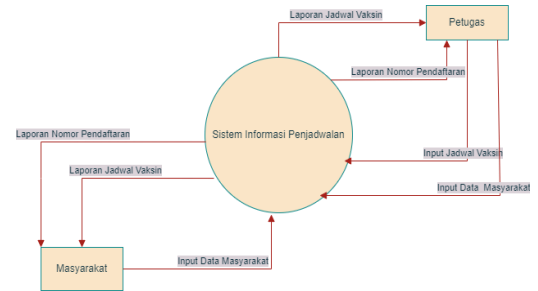 Laporan Jadwal Vaksin
Petugas
Laporan Nomor Pendaftaran
Laporan Nomor Pendaftaran
Sistem Informasi Penjadwalan
Input Jadwal Vaksin
Laporan Jadwal Vaksin
Input Data Masyarakat
Input Data Masyarakat
Masyarakat